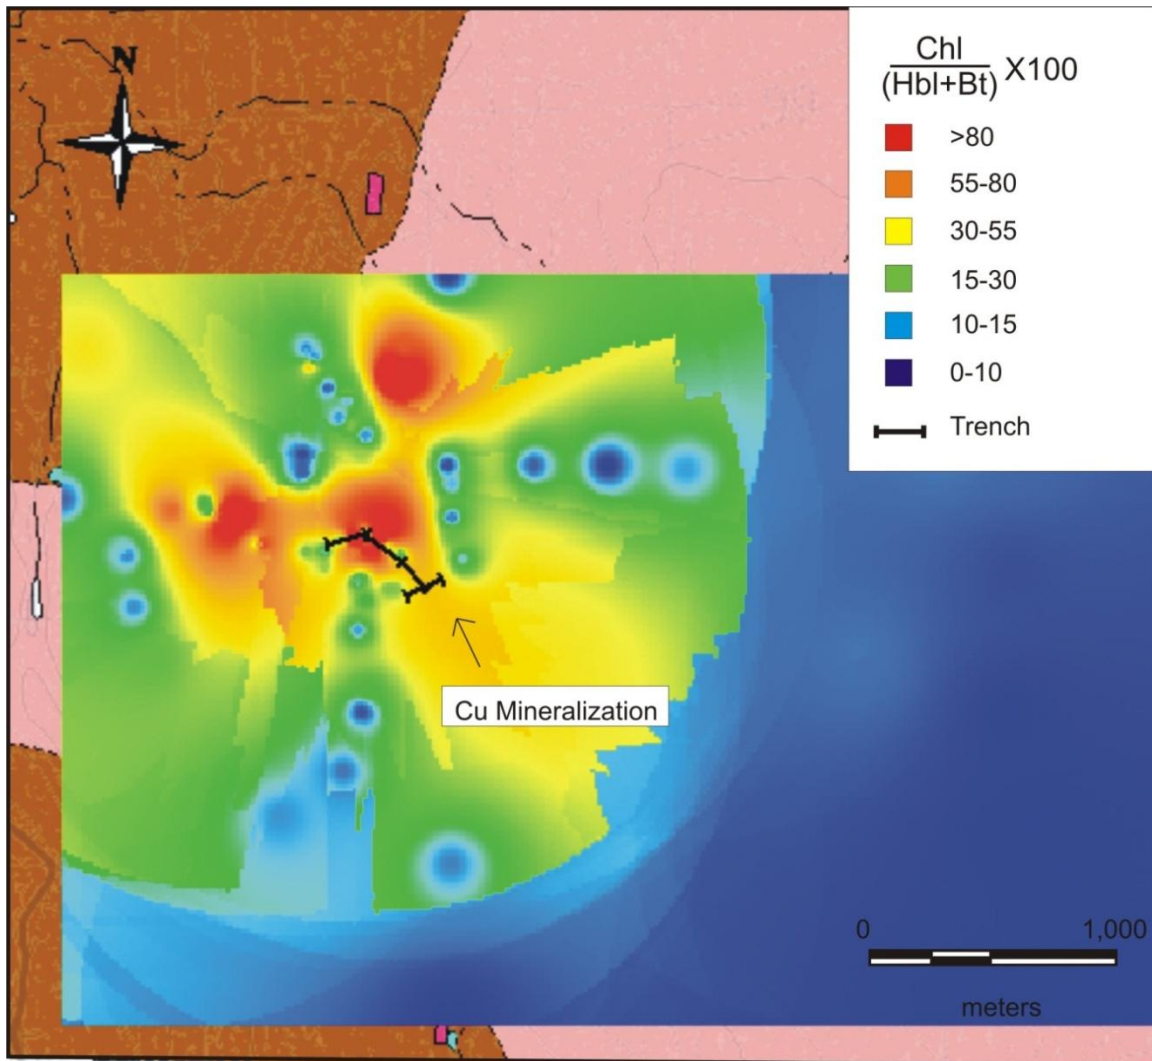 N
Chl
(Hbl+Bt) X100
>80
55-80
30-55
15-30
10-15
0-10
Trench
Cu Mineralization
0 1,000
meters